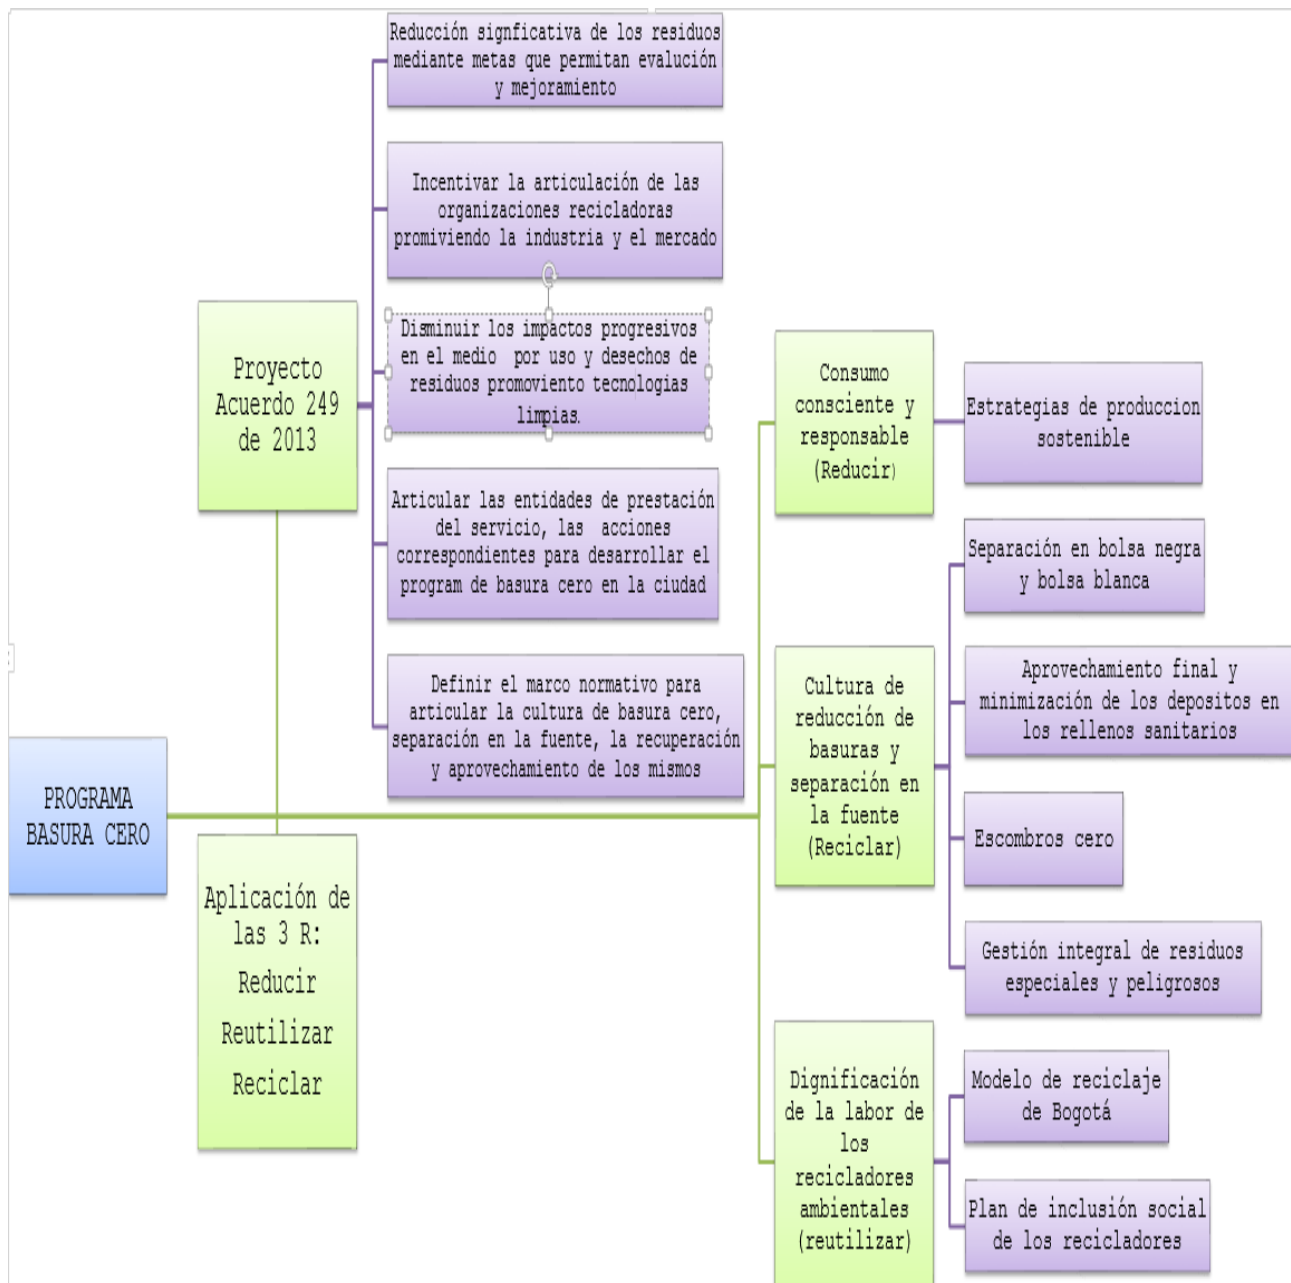 PROGRAMA
BASURA CERO
Proyecto
Acuerdo 249
de 2013
Reducción signficativa de los residuos
mediante metas que permitan evalución
y mejoramiento
Incentivar la articulación de las
organizaciones recicladoras
promiviendo la industria y el mercado
Disminuir los impactos progresivos
en el medio por uso y desechos de
residuos promoviento tecnologias
limpias.
Articular las entidades de prestación
del servicio, las acciones
correspondientes para desarrollar el
program de basura cero en la ciudad
Definir el marco normativo para
articular la cultura de basura cero,
separación en la fuente, la recuperación
y aprovechamiento de los mismos
Aplicación de
las 3 R:
Reducir
Reutilizar
Reciclar
Consumo
consciente y
responsable
(Reducir)
Estrategias de produccion
sostenible
Cultura de
reducción de
basuras y
separación en
la fuente
(Reciclar)
Separación en bolsa negra
y bolsa blanca
Aprovechamiento final y
minimización de los depositos en
los rellenos sanitarios
Escombros cero
Gestión integral de residuos
especiales y peligrosos
Dignificación
de la labor de
los
recicladores
ambientales
(reutilizar)
Modelo de reciclaje
de Bogotá
Plan de inclusión social
de los recicladores